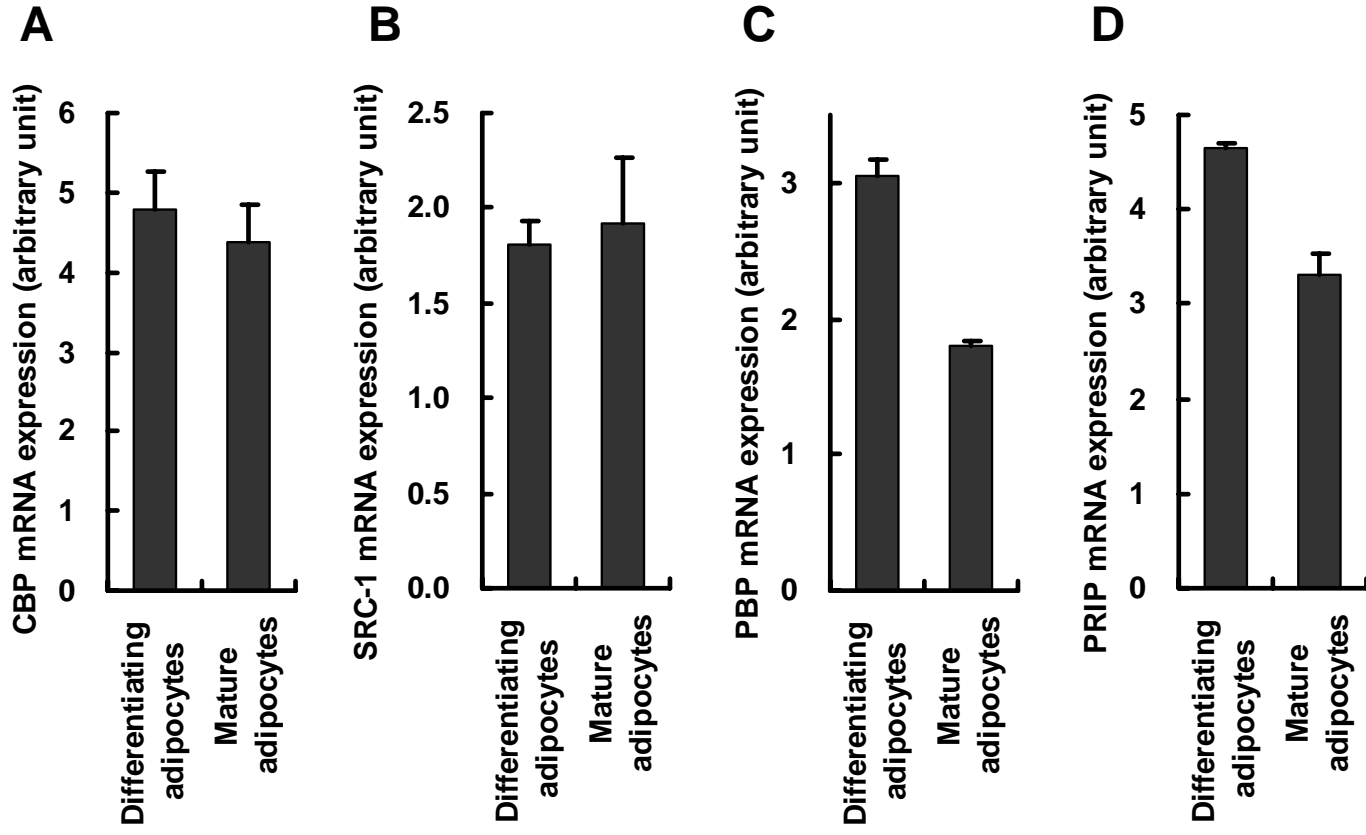 A
CBP mRNA expression (arbitrary unit)
6
5
4
3
2
1
0
Differentiating
adipocytes
Mature
adipocytes
B
SRC-1 mRNA expression (arbitrary unit)
2.5
2.0
1.5
1.0
0.5
0.0
Differentiating
adipocytes
Mature
adipocytes
C
PBP mRNA expression (arbitrary unit)
3
2
1
0
Differentiating
adipocytes
Mature
adipocytes
D
PRIP mRNA expression (arbitrary unit)
5
4
3
2
1
0
Differentiating
adipocytes
Mature
adipocytes